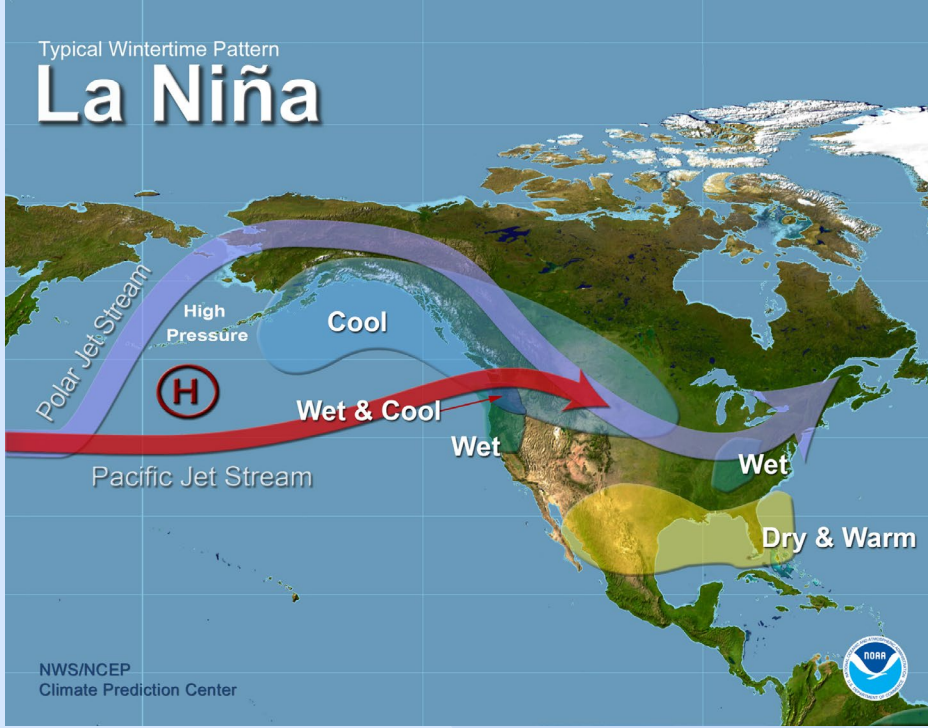 Typical Wintertime Pattern
La Niña
Polar Jet Stream
High
Pressure
H
Cool
Wet & Cool
Wet
Pacific Jet Stream
Wet
Dry & Warm
NWS/NCEP
Climate Prediction Center
NOAA